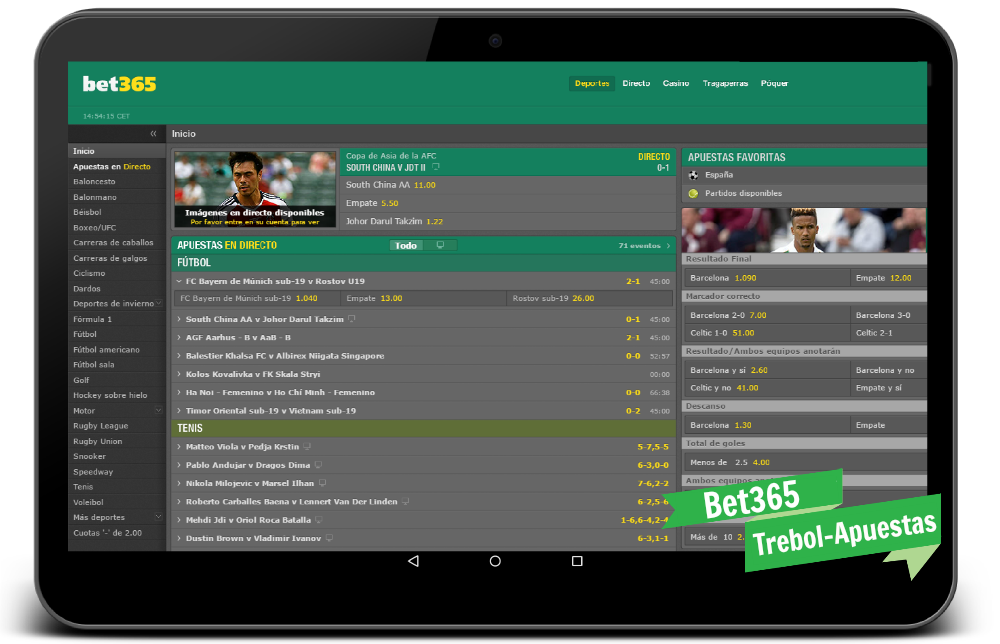 bet365
Deportes Directo Casino Tragaperras Póquer
14:54:15 CET
«
Inicio
Inicio
Apuestas en Directo
Baloncesto
Balonmano
Béisbol
Boxeo/UFC
Carreras de caballos
Carreras de galgos
Ciclismo
Dardos
Deportes de invierno
Fórmula 1
Fútbol
Fútbol americano
Fútbol sala
Golf
Hockey sobre hielo
Motor
Rugby League
Rugby Union
Snooker
Speedway
Tenis
Voleibol
Más deportes
Cuotas '-' de 2.00
Imágenes en directo disponibles
Por favor entre en su cuenta para ver
Copa de Asia de la AFC DIRECTO
SOUTH CHINA V JDT II 0-1
South China AA 11.00
Empate 5.50
Johor Darul Takzim 1.22
APUESTAS EN DIRECTO Todo 71 eventos >
FÚTBOL
FC Bayern de Múnich sub-19 v Rostov U19 2-1 45:00
FC Bayern de Múnich sub-19 1.040 Empate 13.00 Rostov sub-19 26.00
> South China AA v Johor Darul Takzim 0-1 45:00
> AGF Aarhus - B v AaB - B 2-1 45:00
> Balestier Khalsa FC v Albirex Niigata Singapore 0-0 52:57
> Kolos Kovalivka v FK Skala Stryi 00:00
> Ha Noi - Femenino v Ho Chi Minh - Femenino 0-0 66:38
> Timor Oriental sub-19 v Vietnam sub-19 0-2 45:00
TENIS
> Matteo Viola v Pedja Krstin 5-7,5-5
> Pablo Andujar v Dragos Dima 6-3,0-0
> Nikola Milojevic v Marsel Ilhan 7-6,2-2
> Roberto Carballes Baena v Lennert Van Der Linden 6-2,5-6
> Mehdi Jdi v Oriol Roca Batalla 1-6,6-4,2-4
> Dustin Brown v Vladimir Ivanov 6-3,1-1
APUESTAS FAVORITAS
España
Partidos disponibles
Resultado Final
Barcelona 1.090 Empate 12.00
Marcador correcto
Barcelona 2-0 7.00 Barcelona 3-0
Celtic 1-0 51.00 Celtic 2-1
Resultado/Ambos equipos anotarán
Barcelona y sí 2.60 Barcelona y no
Celtic y no 41.00 Empate y sí
Descanso
Barcelona 1.30 Empate
Total de goles
Menos de 2.5 4.00
Ambos equipos
Más de 10 2.
Bet365
Trebol-Apuestas